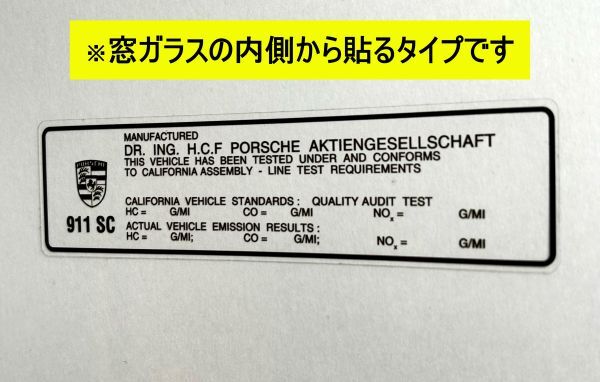 ※窓ガラスの内側から貼るタイプです
MANUFACTURED
DR. ING. H.C.F PORSCHE AKTIENGESELLSCHAFT
THIS VEHICLE HAS BEEN TESTED UNDER AND CONFORMS
TO CALIFORNIA ASSEMBLY - LINE TEST REQUIREMENTS
PORSCHE
911 SC
CALIFORNIA VEHICLE STANDARDS : QUALITY AUDIT TEST
HC = G/MI CO = G/MI NOx = G/MI
ACTUAL VEHICLE EMISSION RESULTS :
HC = G/MI; CO = G/MI; NOx = G/MI